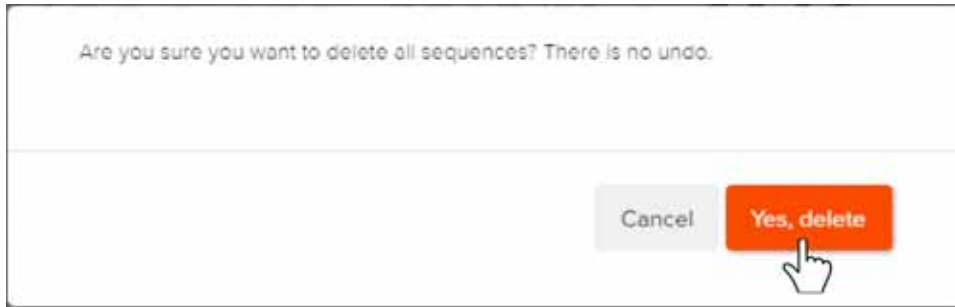 Are you sure you want to delete all sequences? There is no undo.
Cancel
Yes, delete